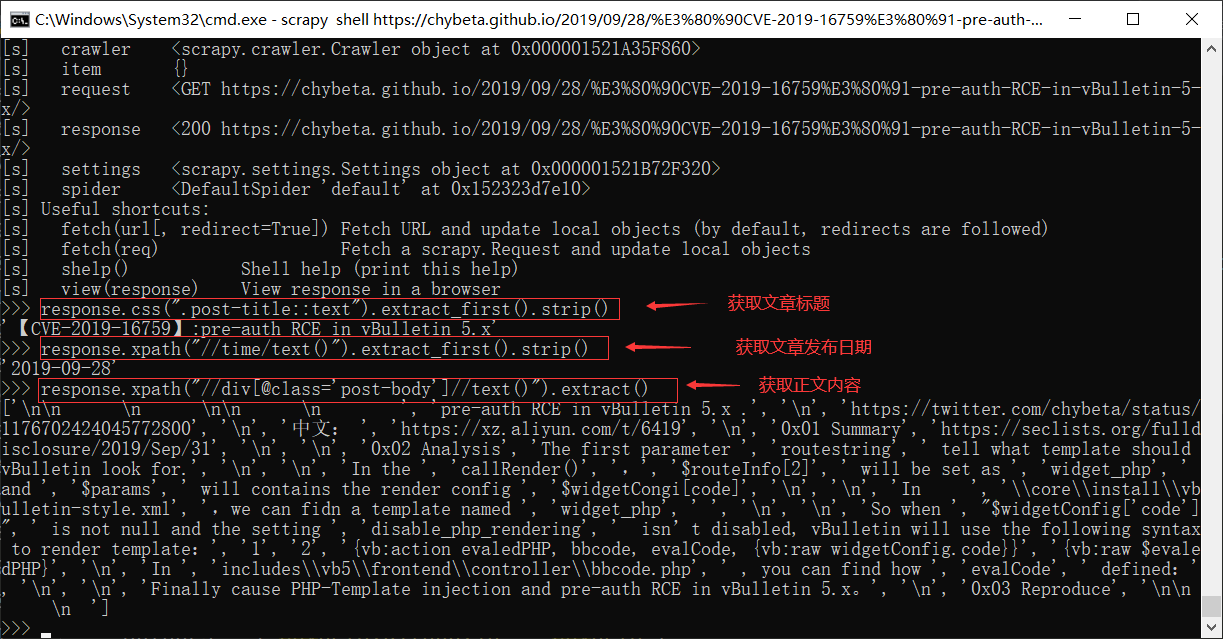 C:\Windows\System32\cmd.exe - scrapy  shell https://chybeta.github.io/2019/09/28/%E3%80%90CVE-2019-16759%E3%80%91-pre-auth-...
[s]   crawler    <scrapy.crawler.Crawler object at 0x000001521A35F860>
[s]   item       {}
[s]   request    <GET https://chybeta.github.io/2019/09/28/%E3%80%90CVE-2019-16759%E3%80%91-pre-auth-RCE-in-vBulletin-5-
x/>
[s]   response   <200 https://chybeta.github.io/2019/09/28/%E3%80%90CVE-2019-16759%E3%80%91-pre-auth-RCE-in-vBulletin-5-
x/>
[s]   settings   <scrapy.settings.Settings object at 0x000001521B72F320>
[s]   spider     <DefaultSpider 'default' at 0x152323d7e10>
[s] Useful shortcuts:
[s]   fetch(url[, redirect=True]) Fetch URL and update local objects (by default, redirects are followed)
[s]   fetch(req)                  Fetch a scrapy.Request and update local objects
[s]   shelp()           Shell help (print this help)
[s]   view(response)    View response in a browser
>>> response.css(".post-title::text").extract_first().strip() 获取文章标题
'【CVE-2019-16759】:pre-auth RCE in vBulletin 5.x'
>>> response.xpath("//time/text()").extract_first().strip() 获取文章发布日期
'2019-09-28'
>>> response.xpath("//div[@class='post-body']//text()").extract() 获取正文内容
['\n\n      \n      \n\n      \n        ', 'pre-auth RCE in vBulletin 5.x .', '\n', 'https://twitter.com/chybeta/status/
1176702424045772800', '\n', '中文： ', 'https://xz.aliyun.com/t/6419', '\n', '0x01 Summary', 'https://seclists.org/fulld
isclosure/2019/Sep/31', '\n', '\n', '0x02 Analysis', 'The first parameter ', 'routestring', ' tell what template should
vBulletin look for.', '\n', '\n', 'In the ', 'callRender()', '，', '$routeInfo[2]', ' will be set as ', 'widget_php', '
and ', '$params', ' will contains the render config ', '$widgetCongi[code]', '\n', '\n', 'In     ', '\\core\\install\\vb
ulletin-style.xml', '，we can fidn a template named ', 'widget_php', '.', '\n', '\n', 'So when ', "$widgetConfig['code']
", ' is not null and the setting ', 'disable_php_rendering', ' isn’t disabled, vBulletin will use the following syntax
 to render template：', '1', '2', '{vb:action evaledPHP, bbcode, evalCode, {vb:raw widgetConfig.code}}', '{vb:raw $evale
dPHP}', '\n', 'In ', 'includes\\vb5\\frontend\\controller\\bbcode.php', ' , you can find how ', 'evalCode', ' defined：'
, '\n', '\n', 'Finally cause PHP-Template injection and pre-auth RCE in vBulletin 5.x。', '\n', '0x03 Reproduce', '\n\n
     \n  ']
>>>